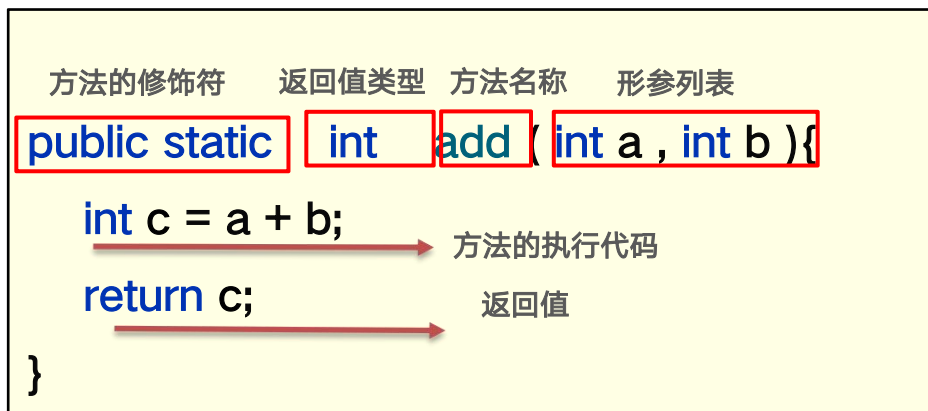 方法的修饰符 返回值类型 方法名称 形参列表
public static int add ( int a , int b ){
int c = a + b;
方法的执行代码
return c;
返回值
}